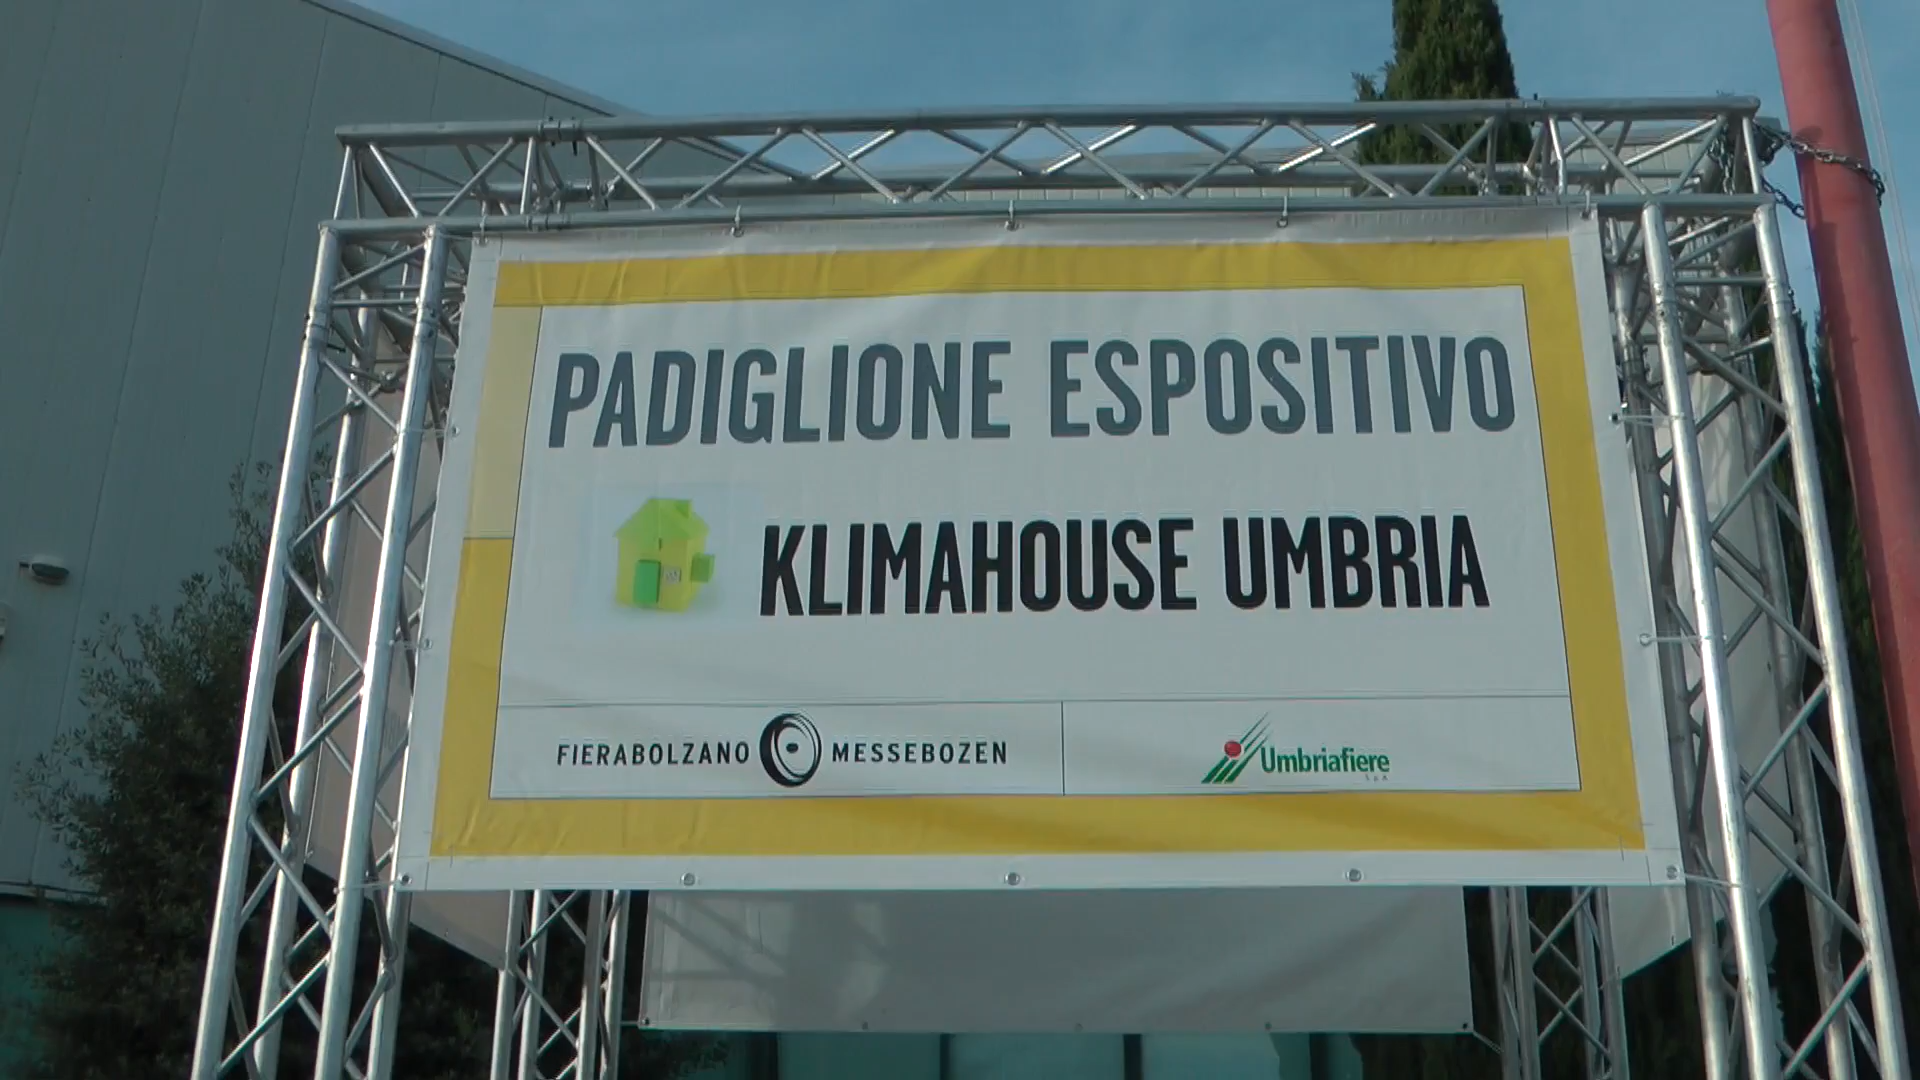 PADIGLIONE ESPOSITIVO
KLIMAHOUSE UMBRIA
FIERABOLZANO MESSEBOZEN
Umbriafiere
S.p.A.